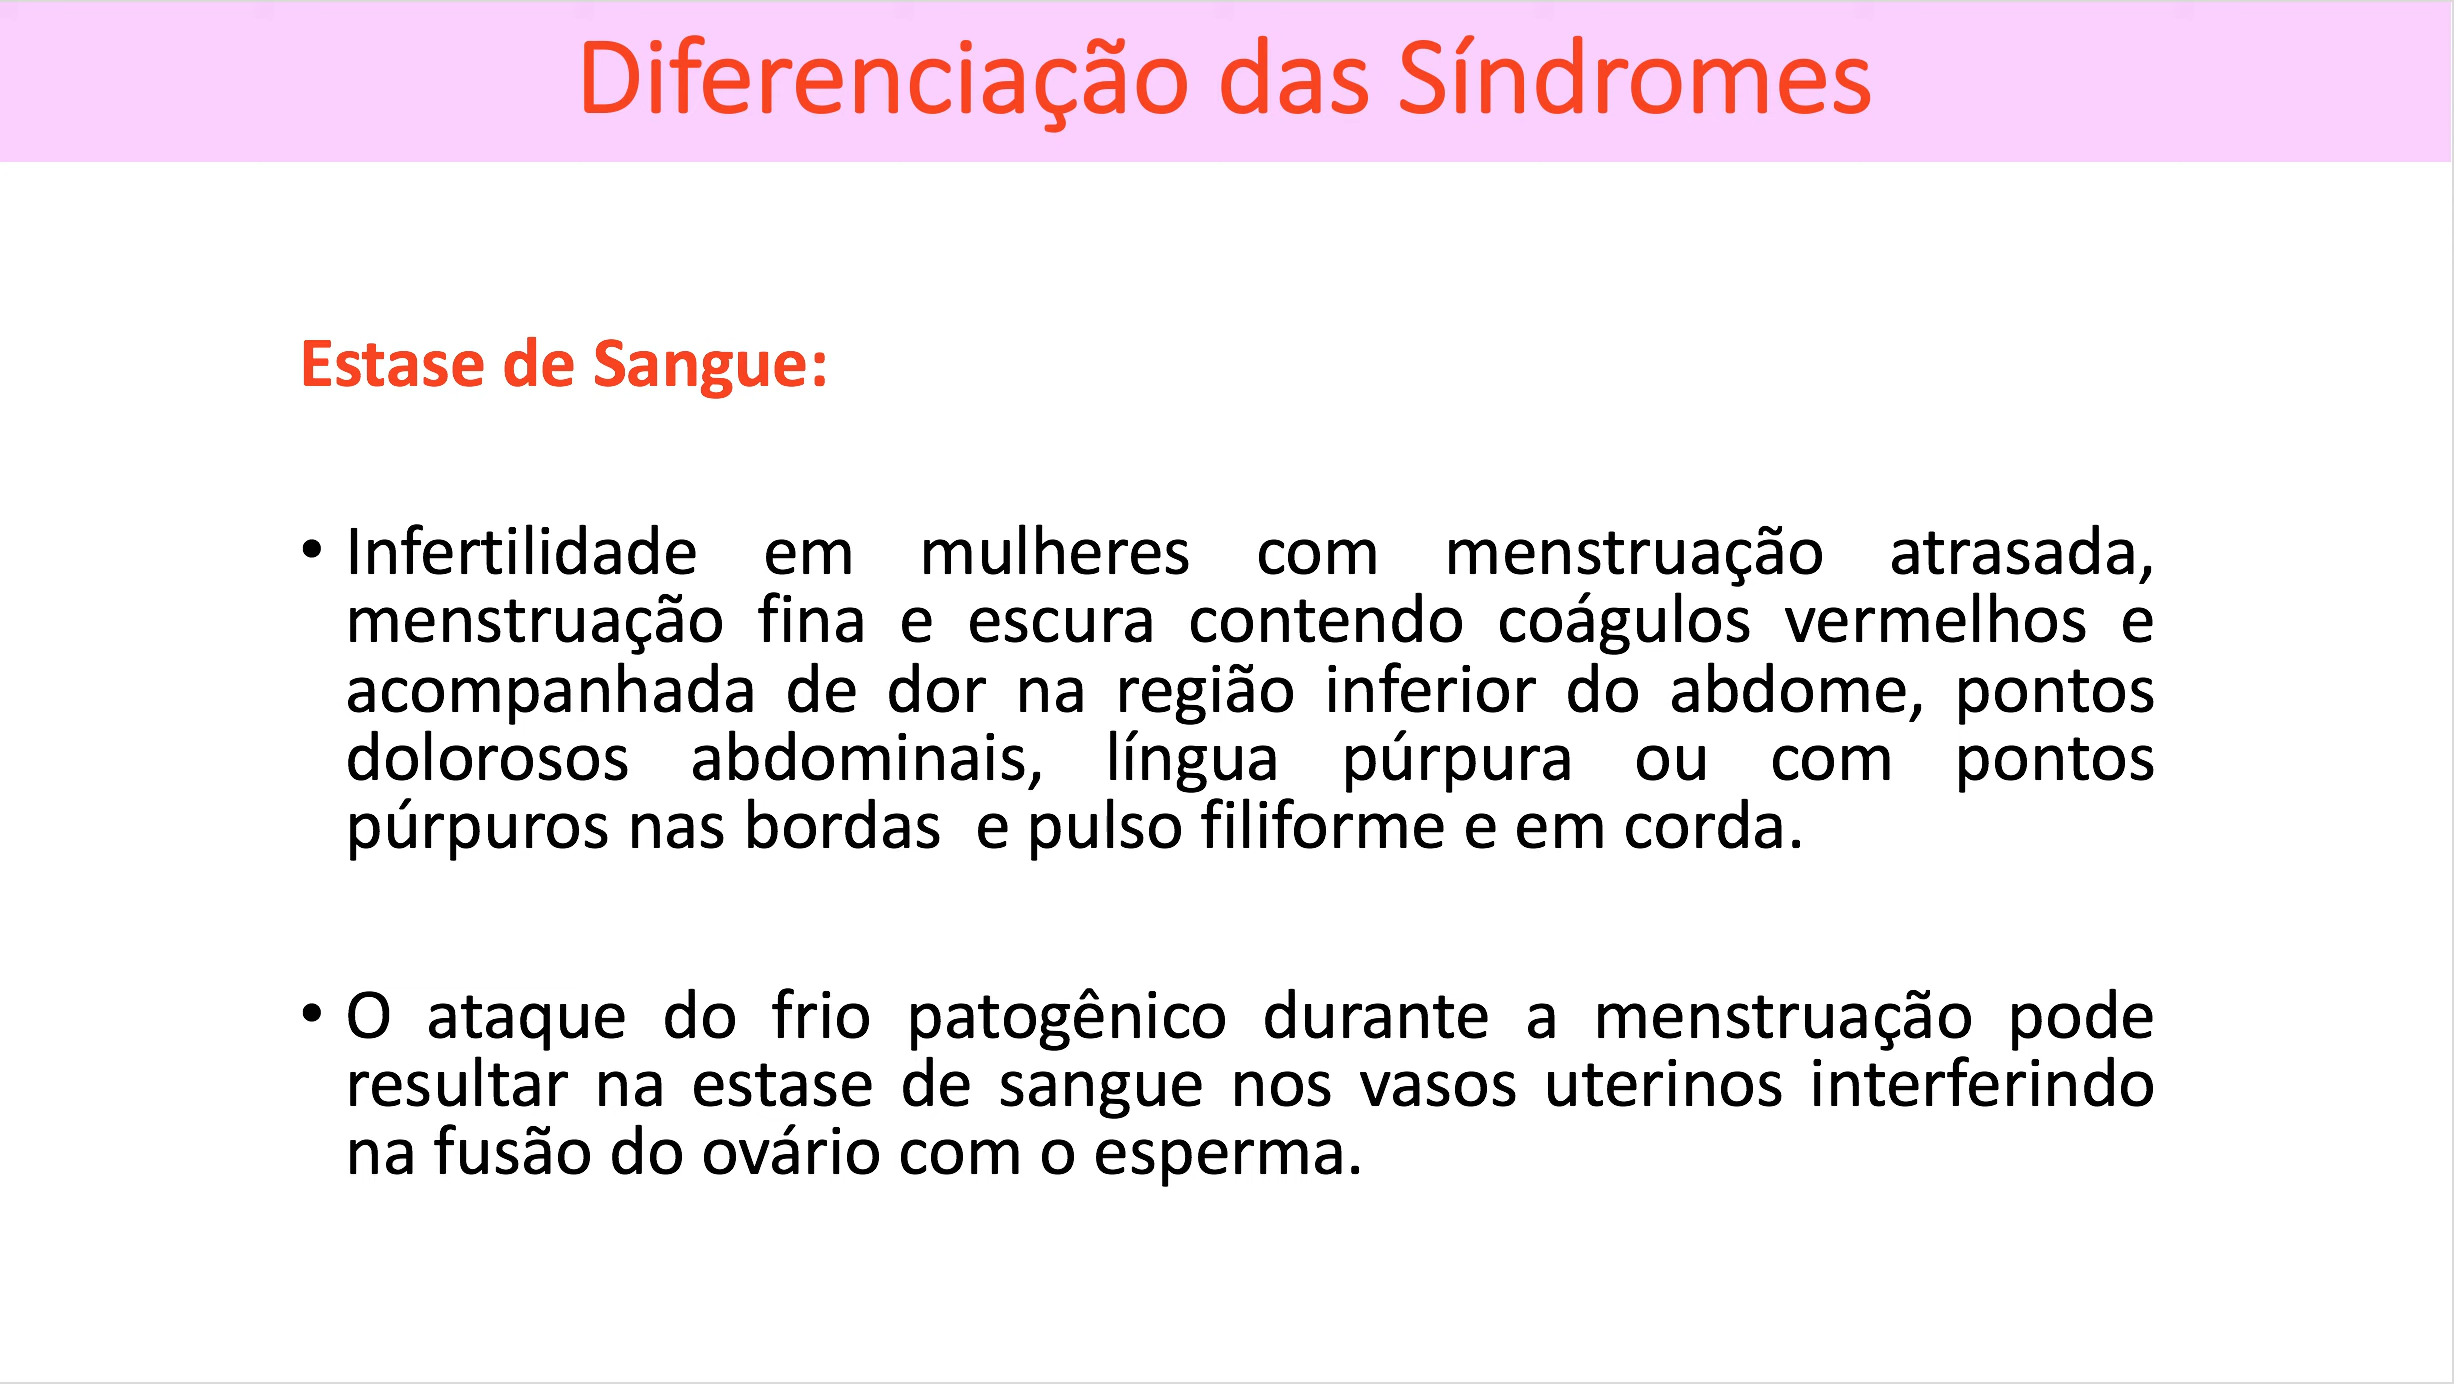 Diferenciação das Síndromes
Estase de Sangue:
• Infertilidade em mulheres com menstruação atrasada,
menstruação fina e escura contendo coágulos vermelhos e
acompanhada de dor na região inferior do abdome, pontos
dolorosos abdominais, língua púrpura ou com pontos
púrpuros nas bordas  e pulso filiforme e em corda.
• O ataque do frio patogênico durante a menstruação pode
resultar na estase de sangue nos vasos uterinos interferindo
na fusão do ovário com o esperma.